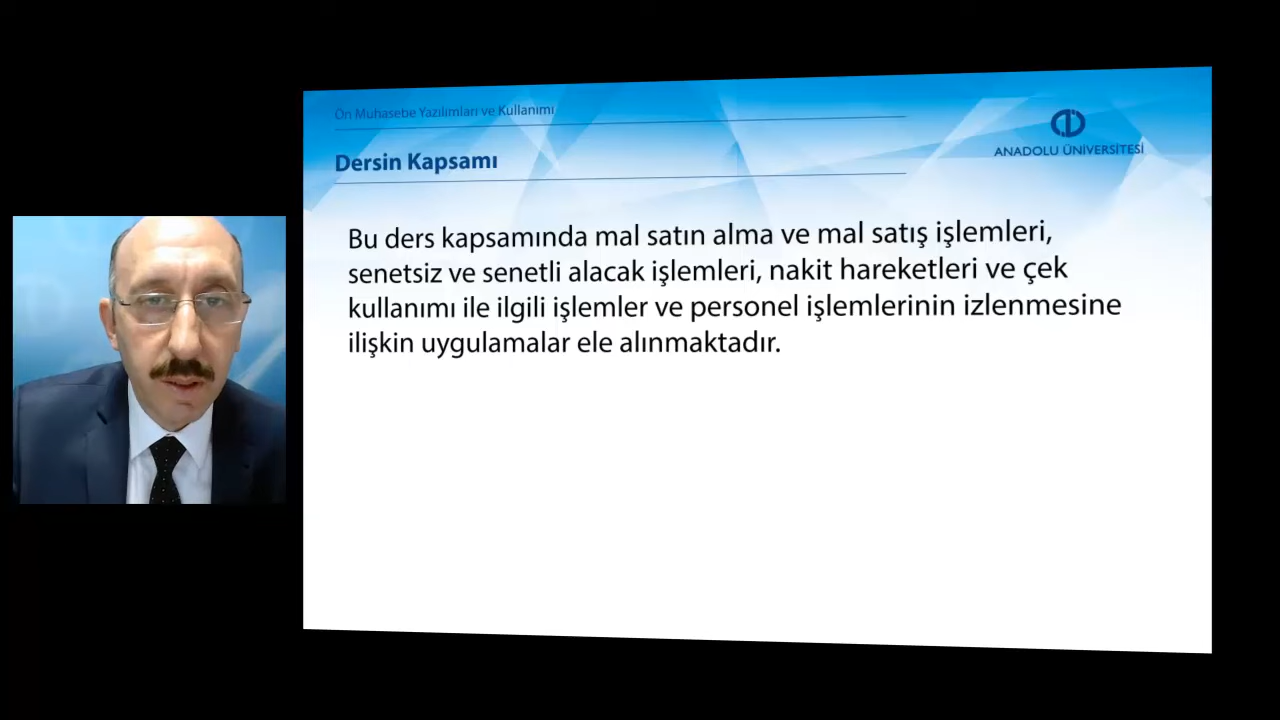 Ön Muhasebe Yazılımları ve Kullanımı
Dersin Kapsamı
ANADOLU ÜNİVERSİTESİ
Bu ders kapsamında mal satın alma ve mal satış işlemleri,
senetsiz ve senetli alacak işlemleri, nakit hareketleri ve çek
kullanımı ile ilgili işlemler ve personel işlemlerinin izlenmesine
ilişkin uygulamalar ele alınmaktadır.